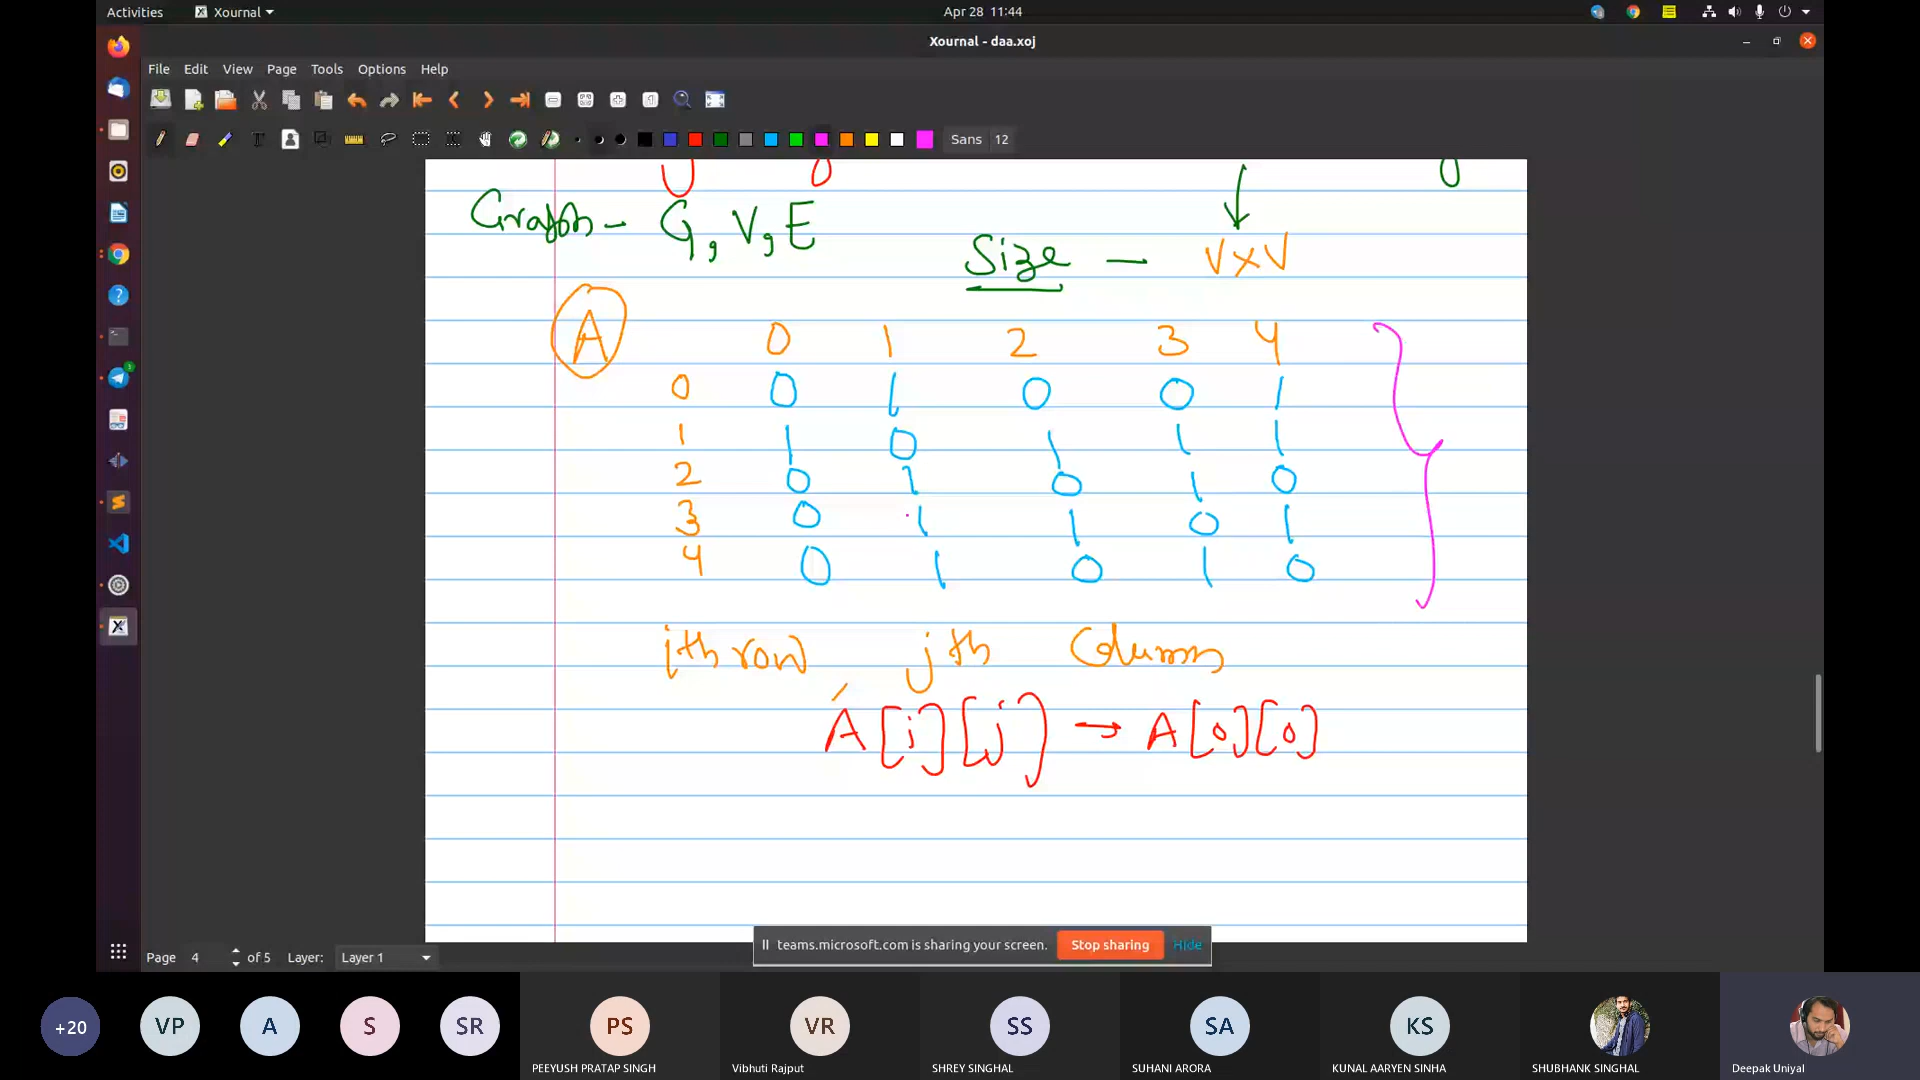 Activities Xournal Apr 28 11:44
Xournal - daa.xoj
File Edit View Page Tools Options Help
Sans 12
Graph - G, V, E
Size - V×V
A 0 1 2 3 4
0 0 1 0 0 1
1 1 0 1 1 1
2 0 1 0 1 0
3 0 1 1 0 1
4 0 1 0 1 0
ith row jth Column
A[i][j] → A[0][0]
teams.microsoft.com is sharing your screen. Stop sharing Hide
Page 4 of 5 Layer: Layer 1
+20 VP A S SR PS VR SS SA KS
PEEYUSH PRATAP SINGH Vibhuti Rajput SHREY SINGHAL SUHANI ARORA KUNAL AARYEN SINHA SHUBHANK SINGHAL Deepak Uniyal